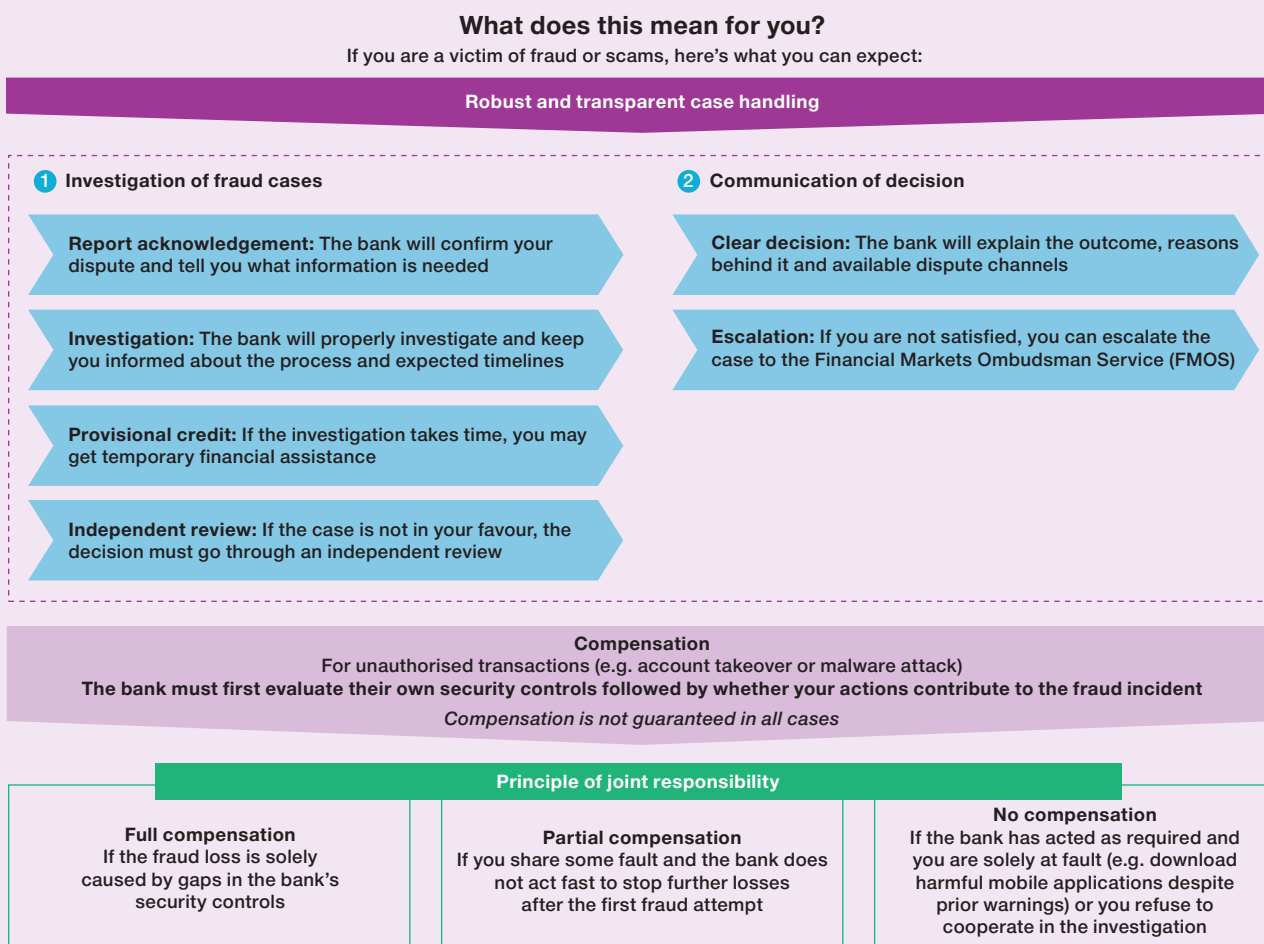 What does this mean for you?
If you are a victim of fraud or scams, here's what you can expect:
Robust and transparent case handling
1 Investigation of fraud cases
Report acknowledgement: The bank will confirm your
dispute and tell you what information is needed
Investigation: The bank will properly investigate and keep
you informed about the process and expected timelines
Provisional credit: If the investigation takes time, you may
get temporary financial assistance
Independent review: If the case is not in your favour, the
decision must go through an independent review
2 Communication of decision
Clear decision: The bank will explain the outcome, reasons
behind it and available dispute channels
Escalation: If you are not satisfied, you can escalate the
case to the Financial Markets Ombudsman Service (FMOS)
Compensation
For unauthorised transactions (e.g. account takeover or malware attack)
The bank must first evaluate their own security controls followed by whether your actions contribute to the fraud incident
Compensation is not guaranteed in all cases
Principle of joint responsibility
Full compensation
If the fraud loss is solely
caused by gaps in the bank's
security controls
Partial compensation
If you share some fault and the bank does
not act fast to stop further losses
after the first fraud attempt
No compensation
If the bank has acted as required and
you are solely at fault (e.g. download
harmful mobile applications despite
prior warnings) or you refuse to
cooperate in the investigation